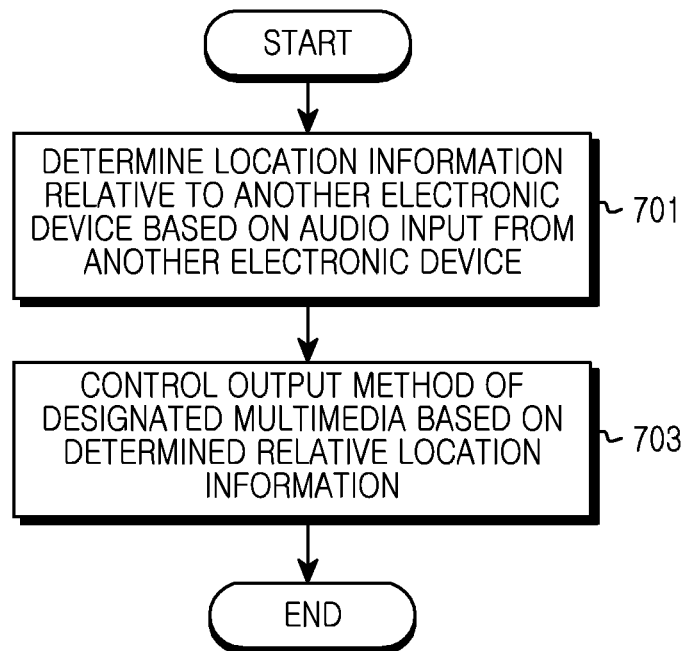 START
DETERMINE LOCATION INFORMATION
RELATIVE TO ANOTHER ELECTRONIC
DEVICE BASED ON AUDIO INPUT FROM
ANOTHER ELECTRONIC DEVICE
701
CONTROL OUTPUT METHOD OF
DESIGNATED MULTIMEDIA BASED ON
DETERMINED RELATIVE LOCATION
INFORMATION
703
END